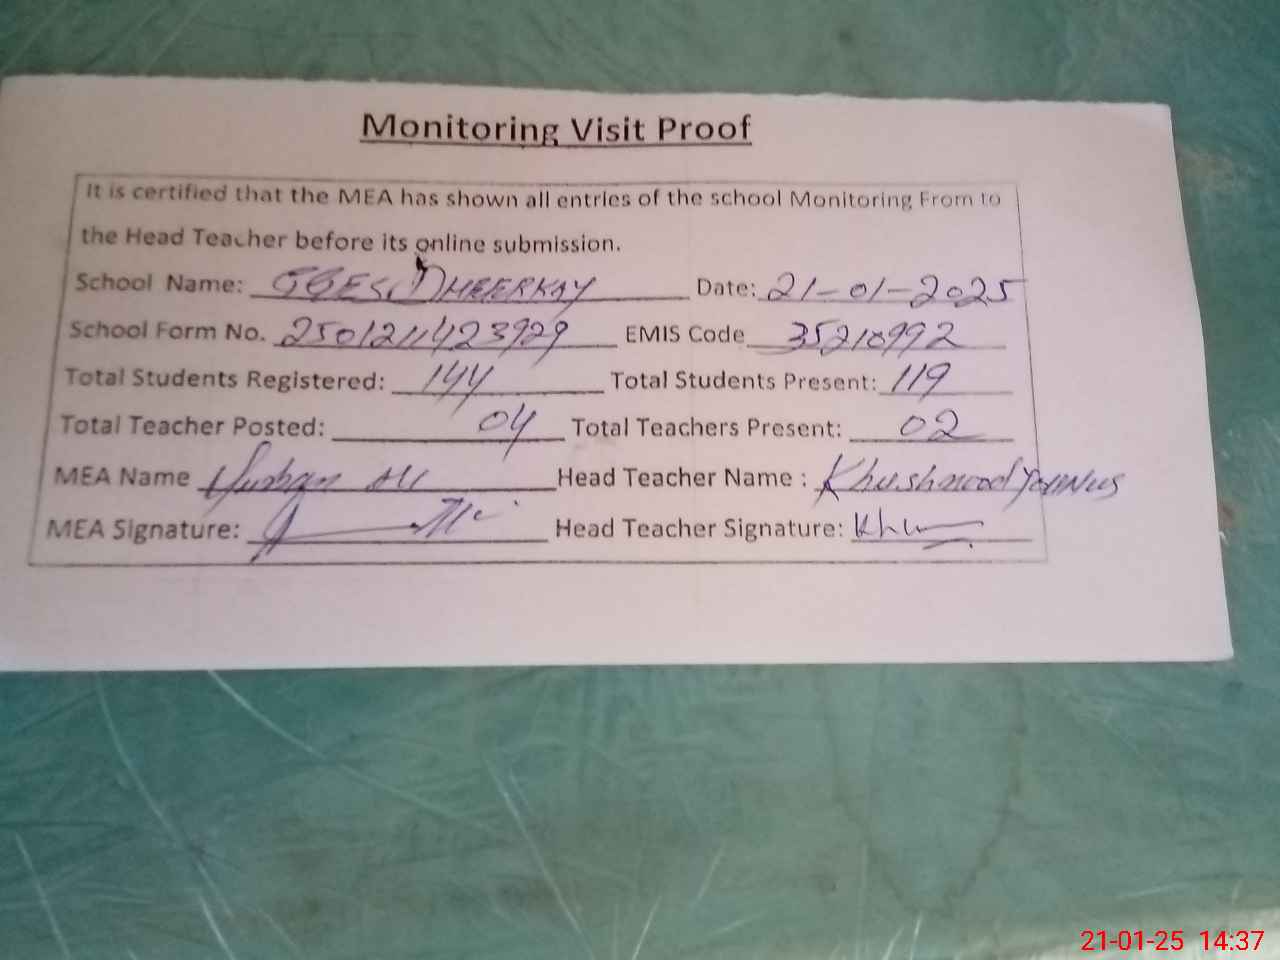 Monitoring Visit Proof
It is certified that the MEA has shown all entries of the school Monitoring From to
the Head Teacher before its online submission.
School Name: GGES DHEERKAY Date: 21-01-2025
School Form No. 2501211423929 EMIS Code 35210992
Total Students Registered: 144 Total Students Present: 119
Total Teacher Posted: 04 Total Teachers Present: 02
MEA Name Ali Head Teacher Name : Khushnood YOUNUS
MEA Signature: Head Teacher Signature: Khu
21-01-25 14:37